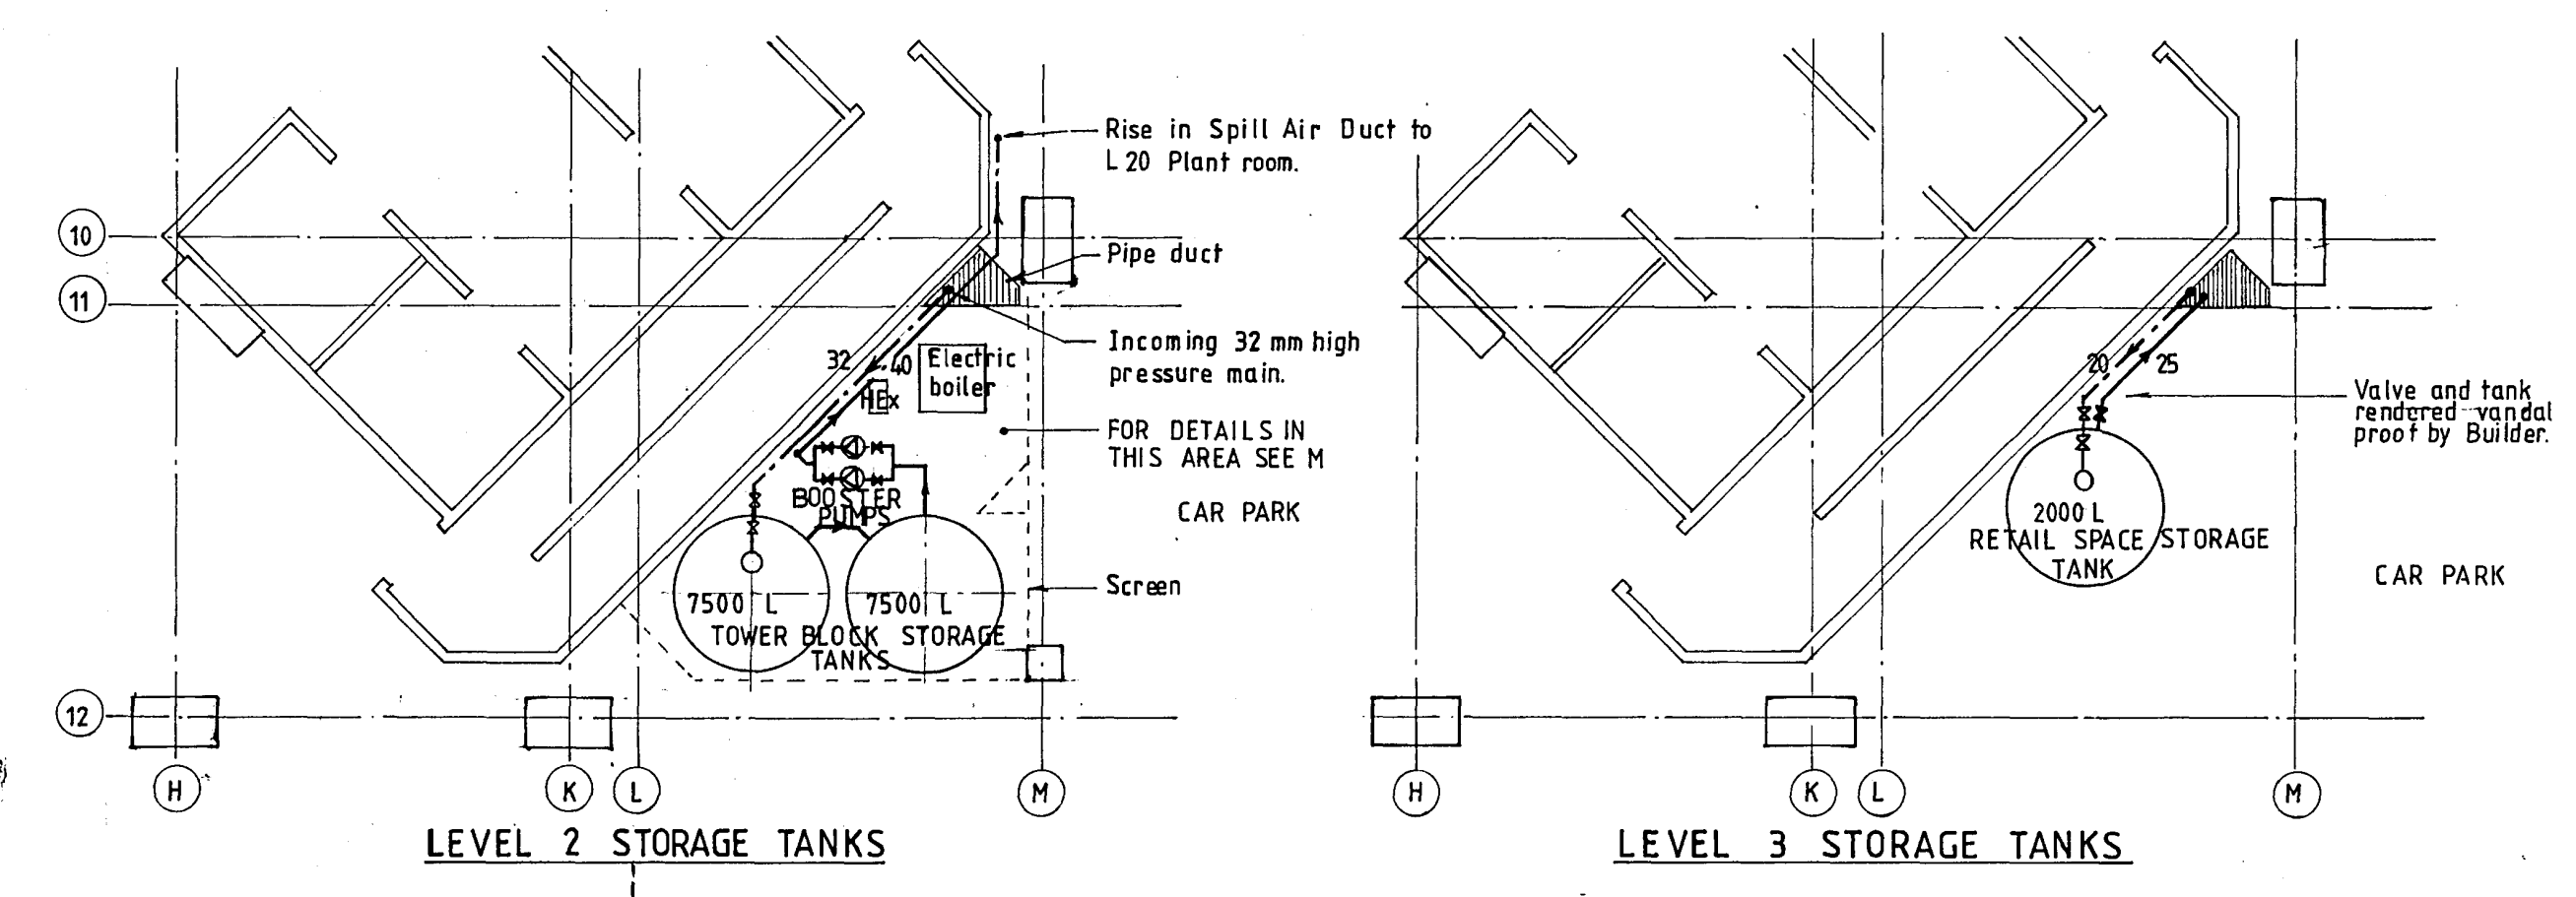 Rise in Spill Air Duct to
L 20 Plant room.
10
Pipe duct
11
Incoming 32 mm high
pressure main.
32
40
Electric
boiler
HEx
FOR DETAILS IN
THIS AREA SEE M
BOOSTER
PUMPS
CAR PARK
Screen
7500 L
7500 L
TOWER BLOCK STORAGE
TANKS
12
H
K
L
M
LEVEL 2 STORAGE TANKS
20
25
Valve and tank
rendered vandal
proof by Builder.
2000 L
RETAIL SPACE STORAGE
TANK
CAR PARK
H
K
L
M
LEVEL 3 STORAGE TANKS